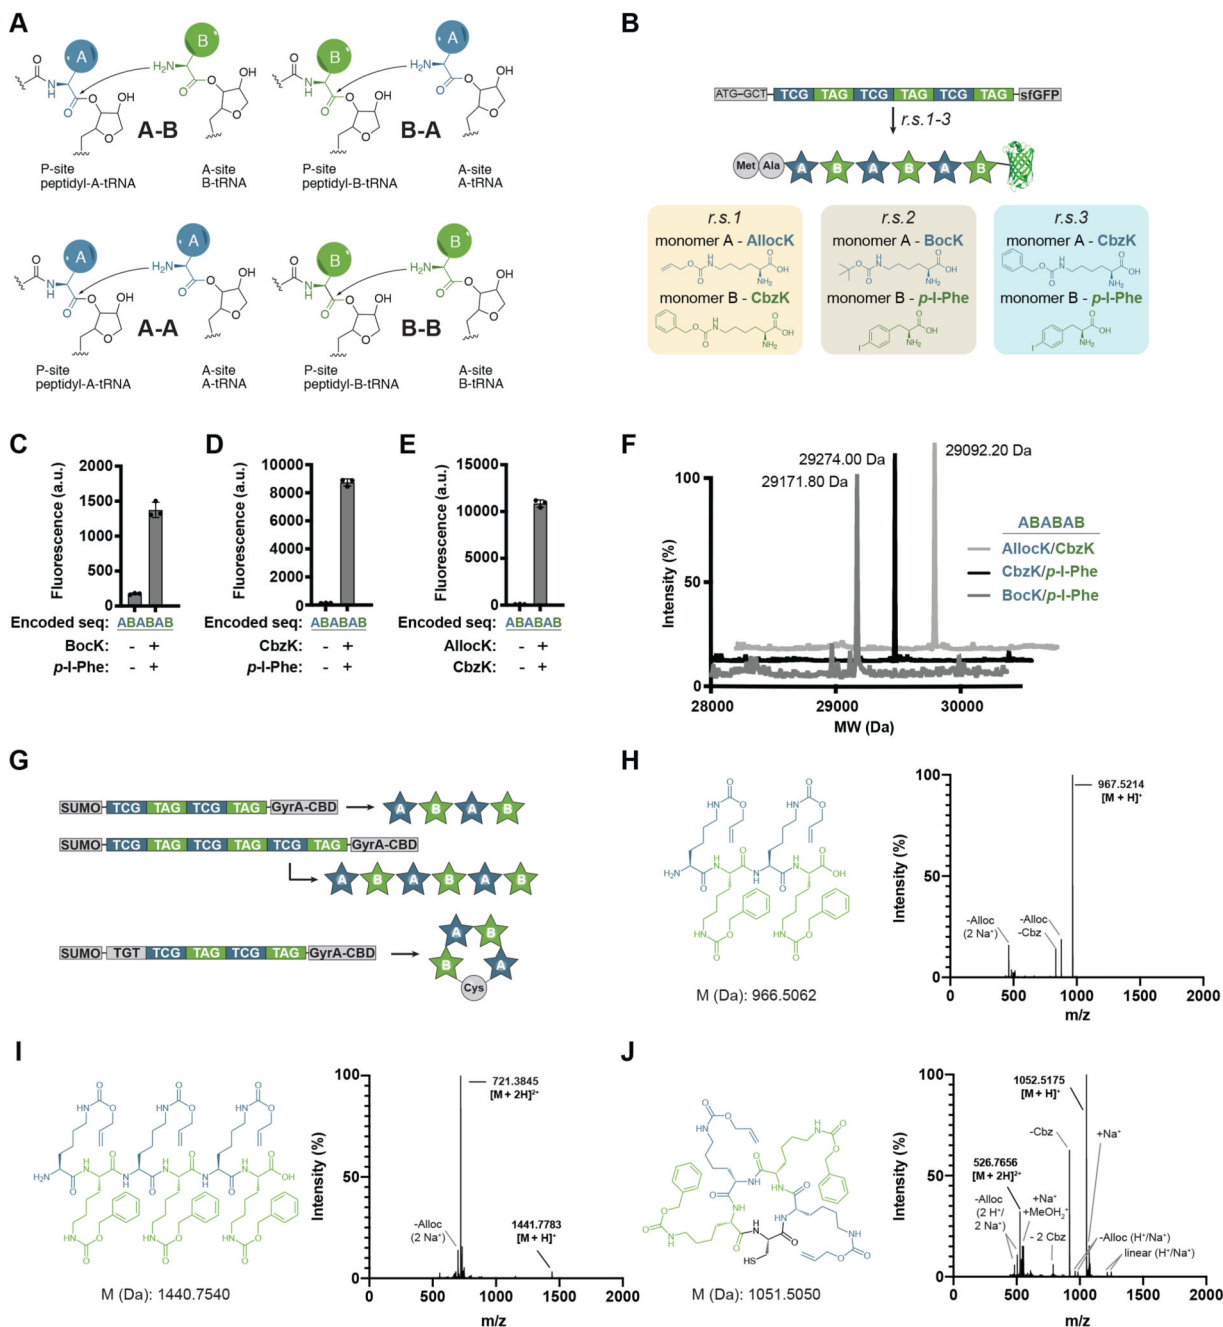 A
A
B
O
N
H
O
O
OH
O
H₂N
O
O
OH
O
A-B
P-site
peptidyl-A-tRNA
A-site
B-tRNA
B
A
B-A
P-site
peptidyl-B-tRNA
A-site
A-tRNA
A
A
A-A
P-site
peptidyl-A-tRNA
A-site
A-tRNA
B
B
B-B
P-site
peptidyl-B-tRNA
A-site
B-tRNA
B
ATG–GCT TCG TAG TCG TAG TCG TAG sfGFP
r.s.1-3
Met Ala A B A B A B
r.s.1
monomer A - AllocK
monomer B - CbzK
r.s.2
monomer A - BocK
monomer B - p-I-Phe
r.s.3
monomer A - CbzK
monomer B - p-I-Phe
C
Fluorescence (a.u.)
2000
1500
1000
500
0
Encoded seq: ABABAB
BocK: - +
p-I-Phe: - +
D
Fluorescence (a.u.)
10000
8000
6000
4000
2000
0
Encoded seq: ABABAB
CbzK: - +
p-I-Phe: - +
E
Fluorescence (a.u.)
15000
10000
5000
0
Encoded seq: ABABAB
AllocK: - +
CbzK: - +
F
29274.00 Da
29092.20 Da
29171.80 Da
Intensity (%)
100
50
0
28000 29000 30000
MW (Da)
ABABAB
AllocK/CbzK
CbzK/p-I-Phe
BocK/p-I-Phe
G
SUMO TCG TAG TCG TAG GyrA-CBD A B A B
SUMO TCG TAG TCG TAG TCG TAG GyrA-CBD
A B A B A B
SUMO TGT TCG TAG TCG TAG GyrA-CBD
A B
B A
Cys
H
M (Da): 966.5062
Intensity (%)
100
50
0
967.5214
[M + H]⁺
-Alloc
(2 Na⁺)
-Alloc
-Cbz
0 500 1000 1500 2000
m/z
I
M (Da): 1440.7540
Intensity (%)
100
50
0
721.3845
[M + 2H]²⁺
-Alloc
(2 Na⁺)
1441.7783
[M + H]⁺
0 500 1000 1500 2000
m/z
J
M (Da): 1051.5050
Intensity (%)
100
50
0
1052.5175
[M + H]⁺
-Cbz
+Na⁺
526.7656
[M + 2H]²⁺
-Alloc
(2 H⁺/
2 Na⁺)
+Na⁺
+MeOH₂⁺
- 2 Cbz
-Alloc (H⁺/Na⁺)
linear (H⁺/Na⁺)
0 500 1000 1500 2000
m/z